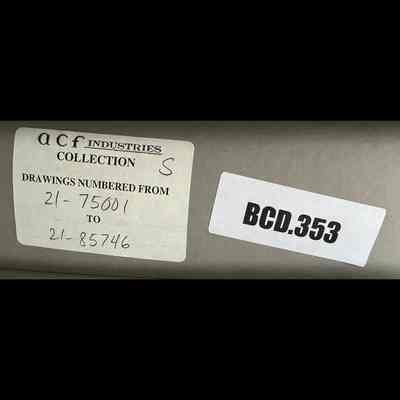 acf INDUSTRIES
COLLECTION S
DRAWINGS NUMBERED FROM
21-75001
TO
21-85746
BCD.353